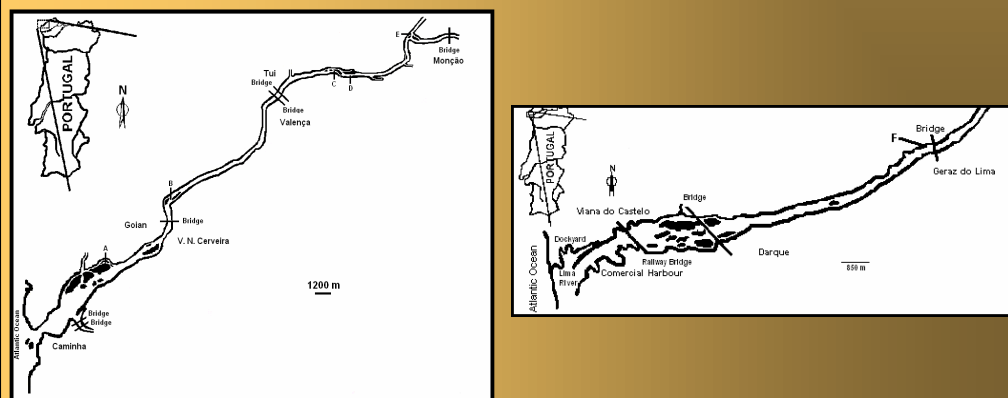 PORTUGAL
N
E
Bridge
Monção
Tui
Bridge
C
D
Bridge
Valença
B
Goian
Bridge
V. N. Cerveira
A
1200 m
Bridge
Bridge
Atlantic Ocean
Caminha
PORTUGAL
N
Bridge
F
Geraz do Lima
Bridge
Viana do Castelo
Dockyard
Darque
Railway Bridge
Lima
River
Comercial Harbour
850 m
Atlantic Ocean